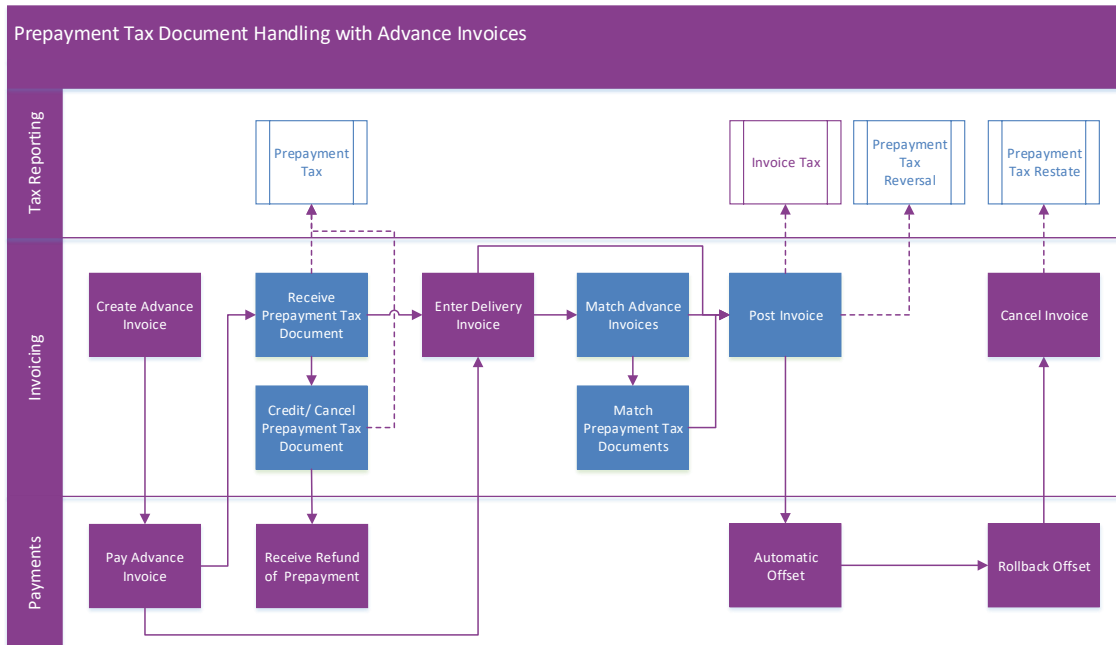 Prepayment Tax Document Handling with Advance Invoices
Tax Reporting
Prepayment
Tax
Invoice Tax
Prepayment
Tax
Reversal
Prepayment
Tax Restate
Invoicing
Create Advance
Invoice
Receive
Prepayment Tax
Document
Enter Delivery
Invoice
Match Advance
Invoices
Post Invoice
Cancel Invoice
Credit/ Cancel
Prepayment Tax
Document
Match
Prepayment Tax
Documents
Payments
Pay Advance
Invoice
Receive Refund
of Prepayment
Automatic
Offset
Rollback Offset